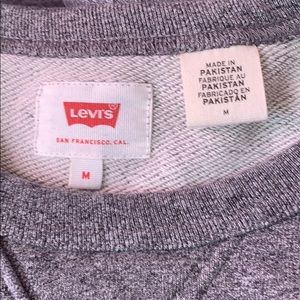 Levi's
SAN FRANCISCO, CAL.
M
MADE IN
PAKISTAN
FABRIQUÉ AU
PAKISTAN
FABRICADO EN
PAKISTÁN
M